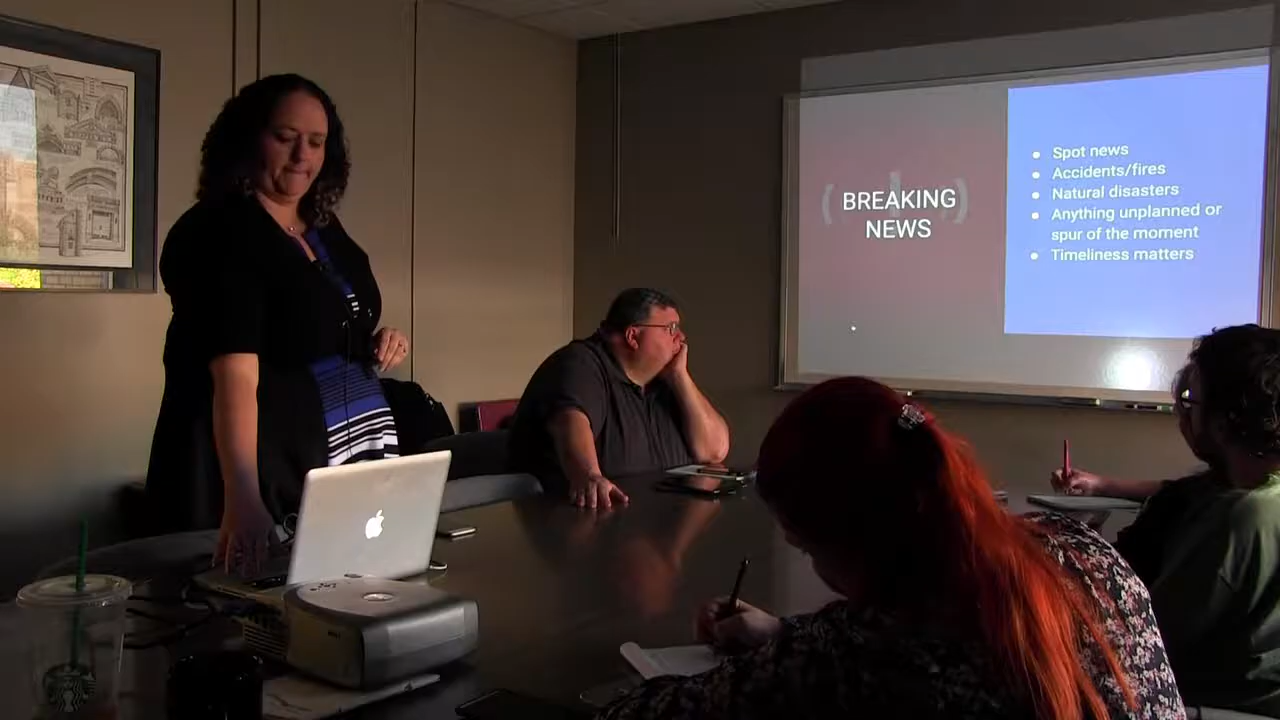 BREAKING
NEWS
Spot news
Accidents/fires
Natural disasters
Anything unplanned or
spur of the moment
Timeliness matters